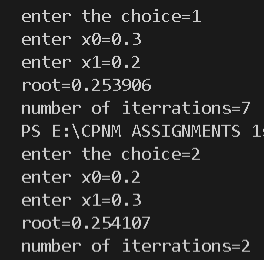 enter the choice=1
enter x0=0.3
enter x1=0.2
root=0.253906
number of iterrations=7
PS E:\CPNM ASSIGNMENTS 1
enter the choice=2
enter x0=0.2
enter x1=0.3
root=0.254107
number of iterrations=2